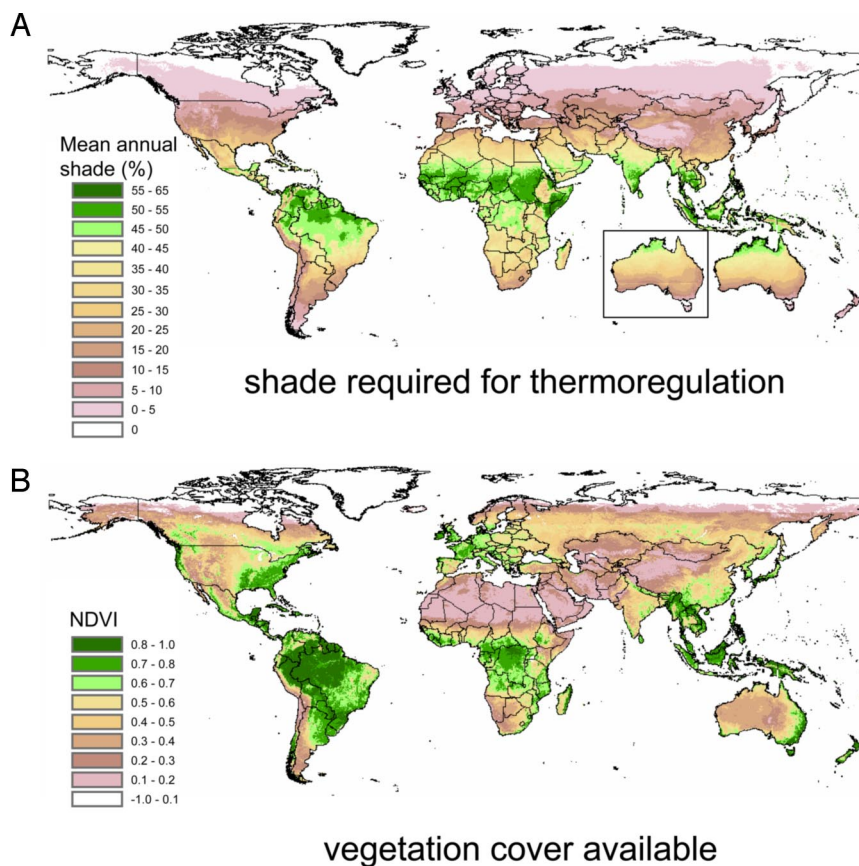 A
Mean annual
shade (%)
55 - 65
50 - 55
45 - 50
40 - 45
35 - 40
30 - 35
25 - 30
20 - 25
15 - 20
10 - 15
5 - 10
0 - 5
0
shade required for thermoregulation
B
NDVI
0.8 - 1.0
0.7 - 0.8
0.6 - 0.7
0.5 - 0.6
0.4 - 0.5
0.3 - 0.4
0.2 - 0.3
0.1 - 0.2
-1.0 - 0.1
vegetation cover available